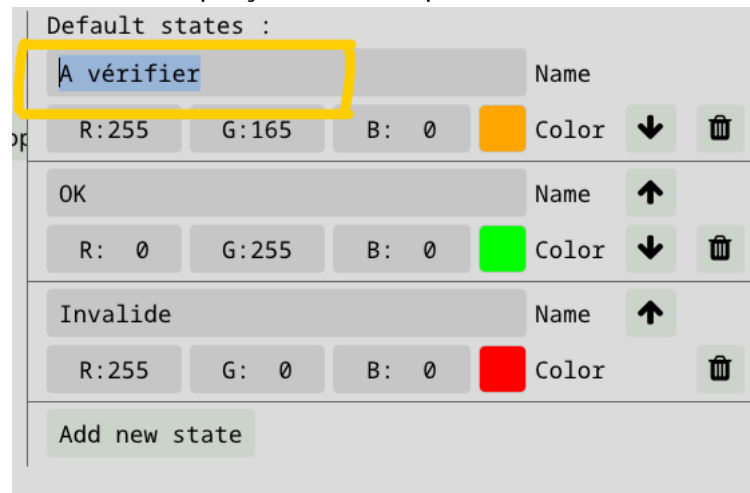 Default states :
A vérifier Name
R:255 G:165 B: 0 Color
OK Name
R: 0 G:255 B: 0 Color
Invalide Name
R:255 G: 0 B: 0 Color
Add new state